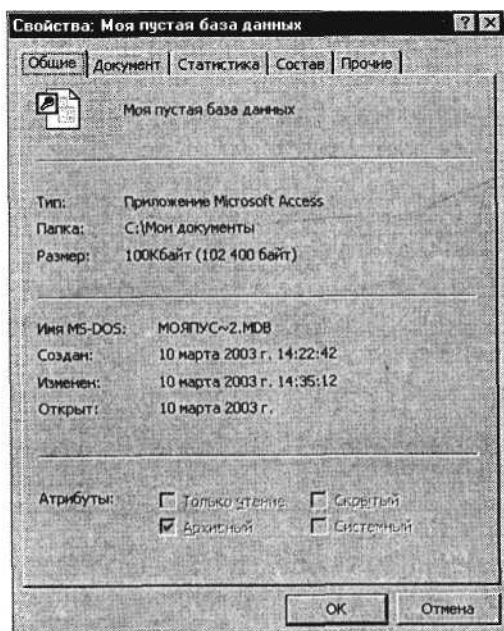 Свойства: Моя пустая база данных
Общие Документ Статистика Состав Прочие
Моя пустая база данных
Тип: Приложение Microsoft Access
Папка: C:\Мои документы
Размер: 100Кбайт (102 400 байт)
Имя MS-DOS: МОЯПУС~2.MDB
Создан: 10 марта 2003 г. 14:22:42
Изменен: 10 марта 2003 г. 14:35:12
Открыт: 10 марта 2003 г.
Атрибуты: Только чтение Скрытый
Архивный Системный
ОК Отмена